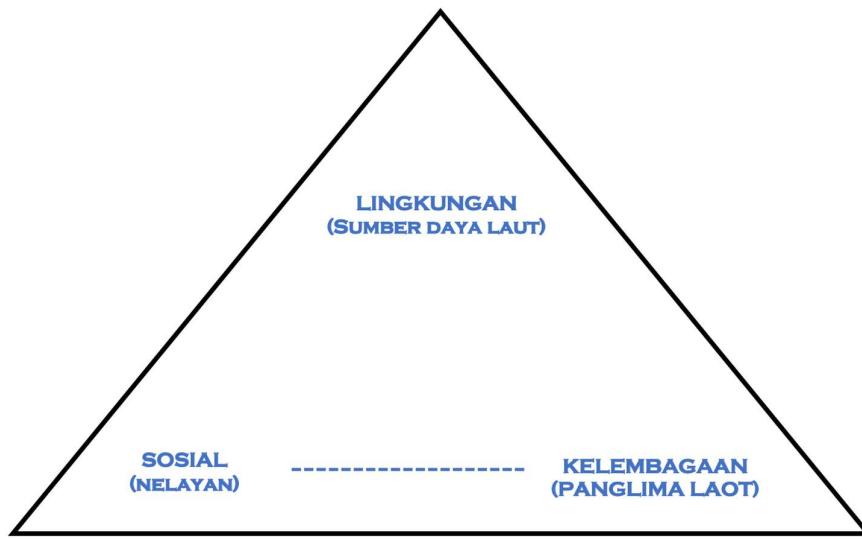 LINGKUNGAN
(SUMBER DAYA LAUT)
SOSIAL
(NELAYAN)
KELEMBAGAAN
(PANGLIMA LAOT)